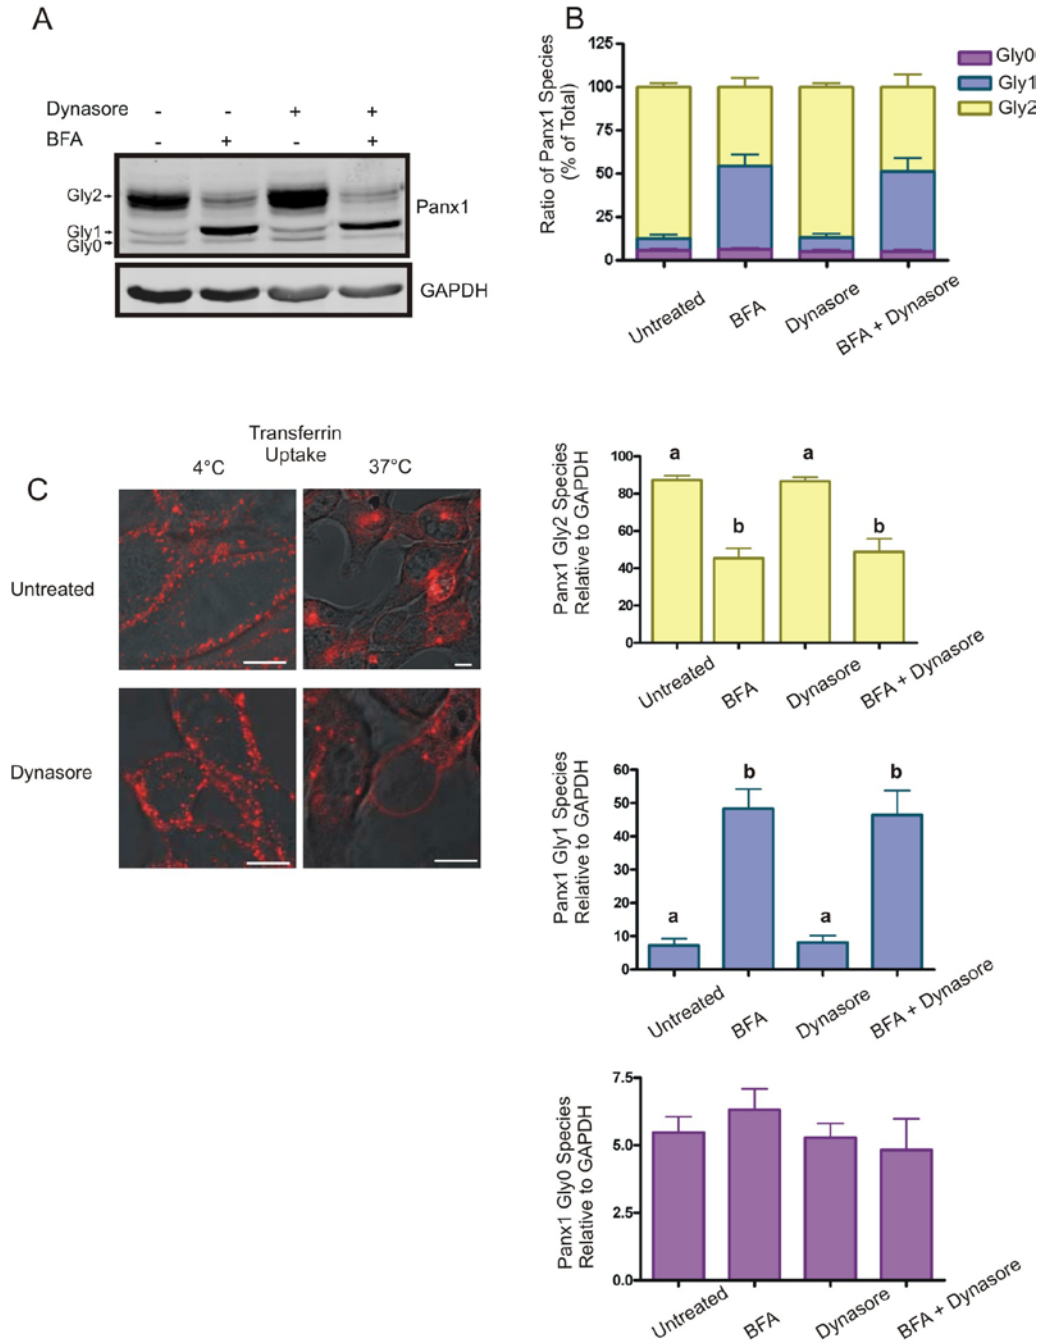 A
Dynasore - - + +
BFA - + - +
Gly2
Gly1
Gly0
Panx1
GAPDH
B
Ratio of Panx1 Species
(% of Total)
125
100
75
50
25
0
Untreated
BFA
Dynasore
BFA + Dynasore
Gly0
Gly1
Gly2
C
Transferrin
Uptake
4°C
37°C
Untreated
Dynasore
Panx1 Gly2 Species
Relative to GAPDH
100
80
60
40
20
0
a
b
a
b
Untreated
BFA
Dynasore
BFA + Dynasore
Panx1 Gly1 Species
Relative to GAPDH
60
50
40
30
20
10
0
a
b
a
b
Untreated
BFA
Dynasore
BFA + Dynasore
Panx1 Gly0 Species
Relative to GAPDH
7.5
5.0
2.5
0.0
Untreated
BFA
Dynasore
BFA + Dynasore